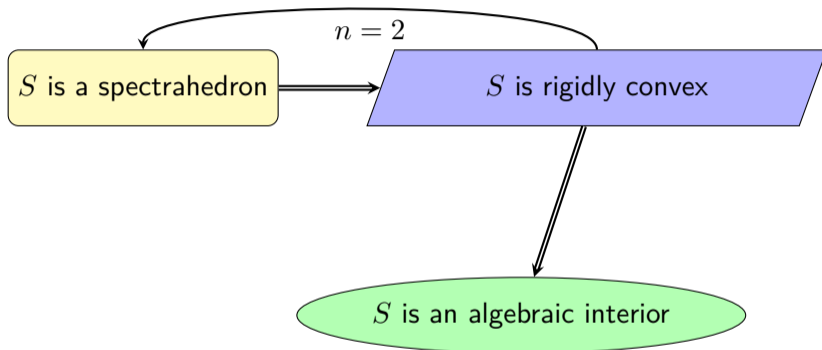 n = 2
S is a spectrahedron
S is rigidly convex
S is an algebraic interior